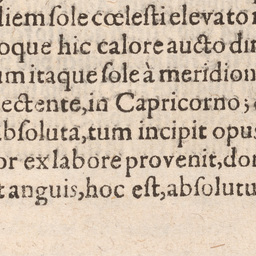 liem sole cœlesti elevato
oque hic calore aucto di
um itaque sole à meridion
ectente, in Capricorno;
absoluta, tum incipit opu
or ex labore provenit, do
t anguis, hoc est, absolutu